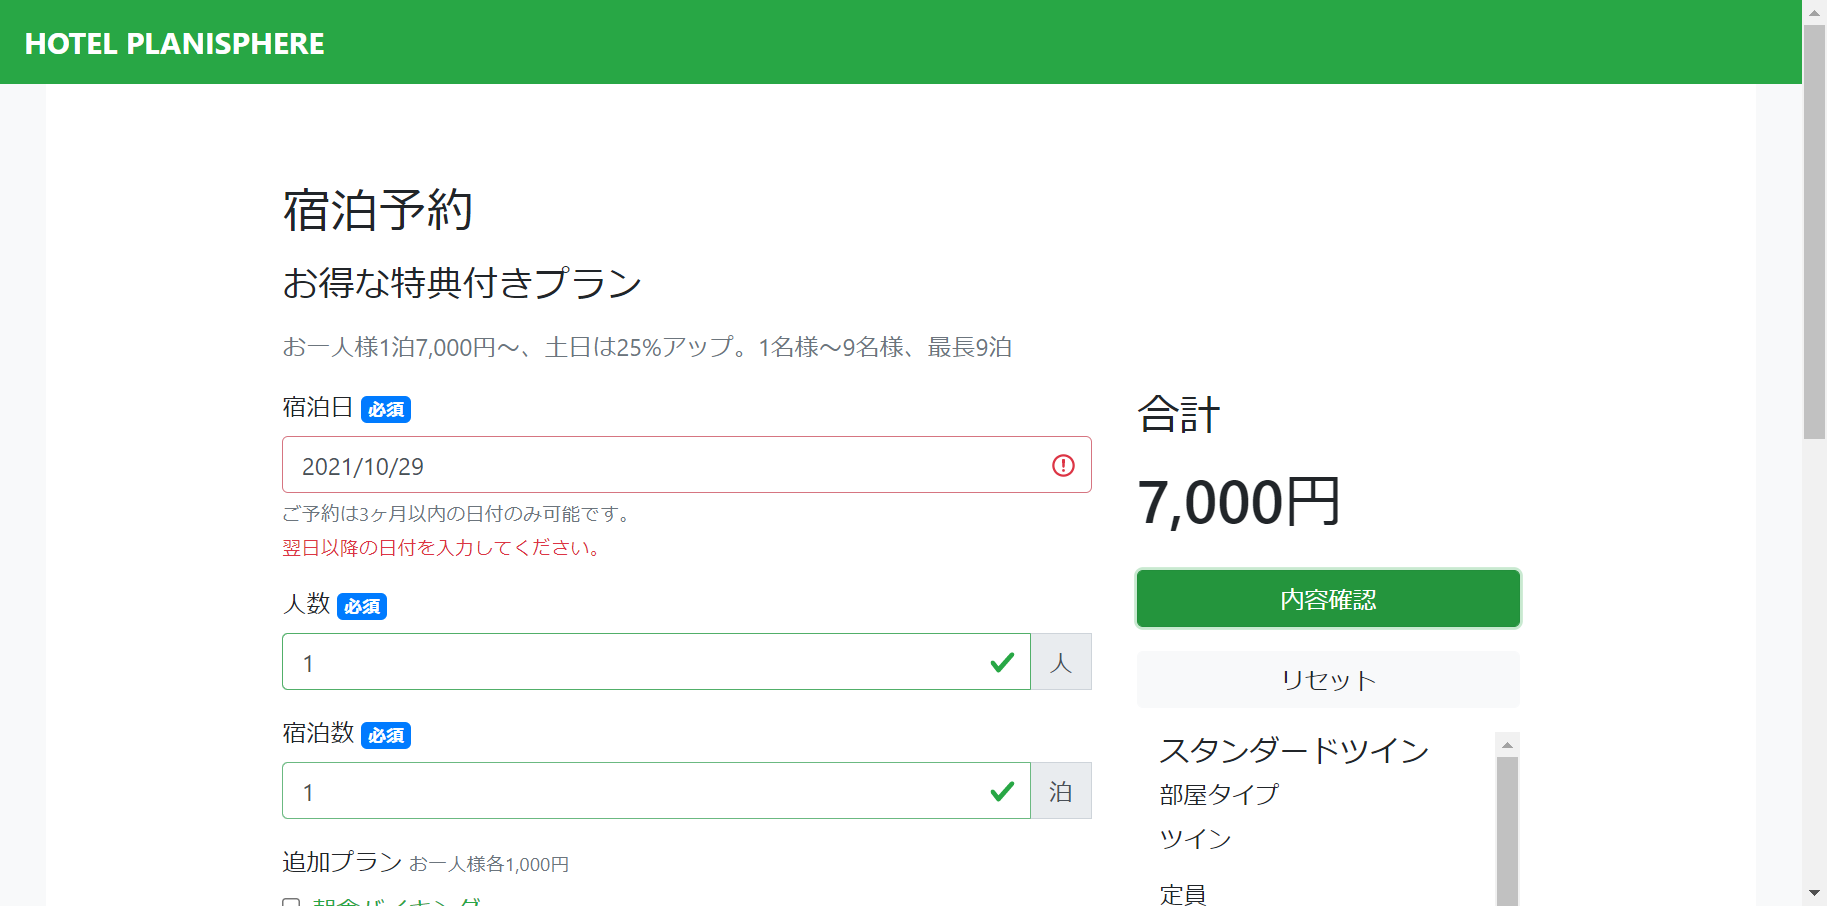 HOTEL PLANISPHERE
宿泊予約
お得な特典付きプラン
お一人様1泊7,000円〜、土日は25%アップ。1名様〜9名様、最長9泊
宿泊日 必須
2021/10/29
ご予約は3ヶ月以内の日付のみ可能です。
翌日以降の日付を入力してください。
人数 必須
1 人
宿泊数 必須
1 泊
追加プラン お一人様各1,000円
朝食バイキング
合計
7,000円
内容確認
リセット
スタンダードツイン
部屋タイプ
ツイン
定員